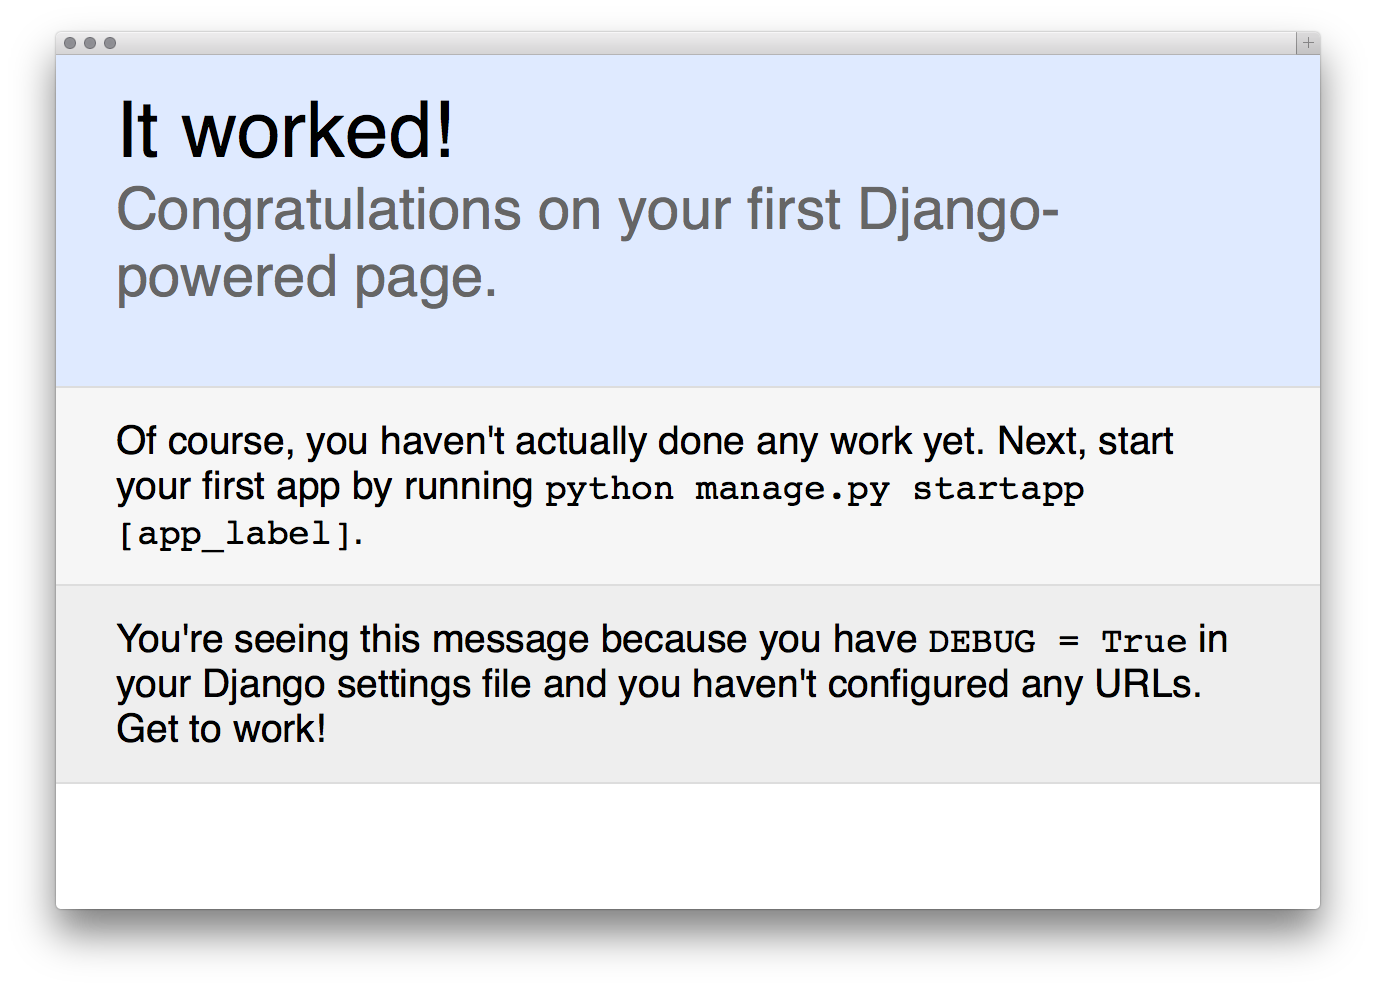 It worked!
Congratulations on your first Django-
powered page.
Of course, you haven't actually done any work yet. Next, start
your first app by running python manage.py startapp
[app_label].
You're seeing this message because you have DEBUG = True in
your Django settings file and you haven't configured any URLs.
Get to work!